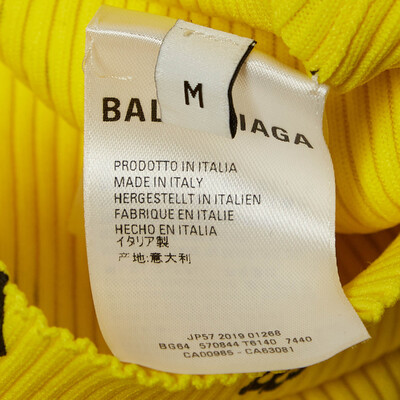 M
BAL IAGA
PRODOTTO IN ITALIA
MADE IN ITALY
HERGESTELLT IN ITALIEN
FABRIQUE EN ITALIE
HECHO EN ITALIA
イタリア製
产地:意大利
JP57 2019 01268
BG64 570844 T6140 7440
CA00985 - CA63081